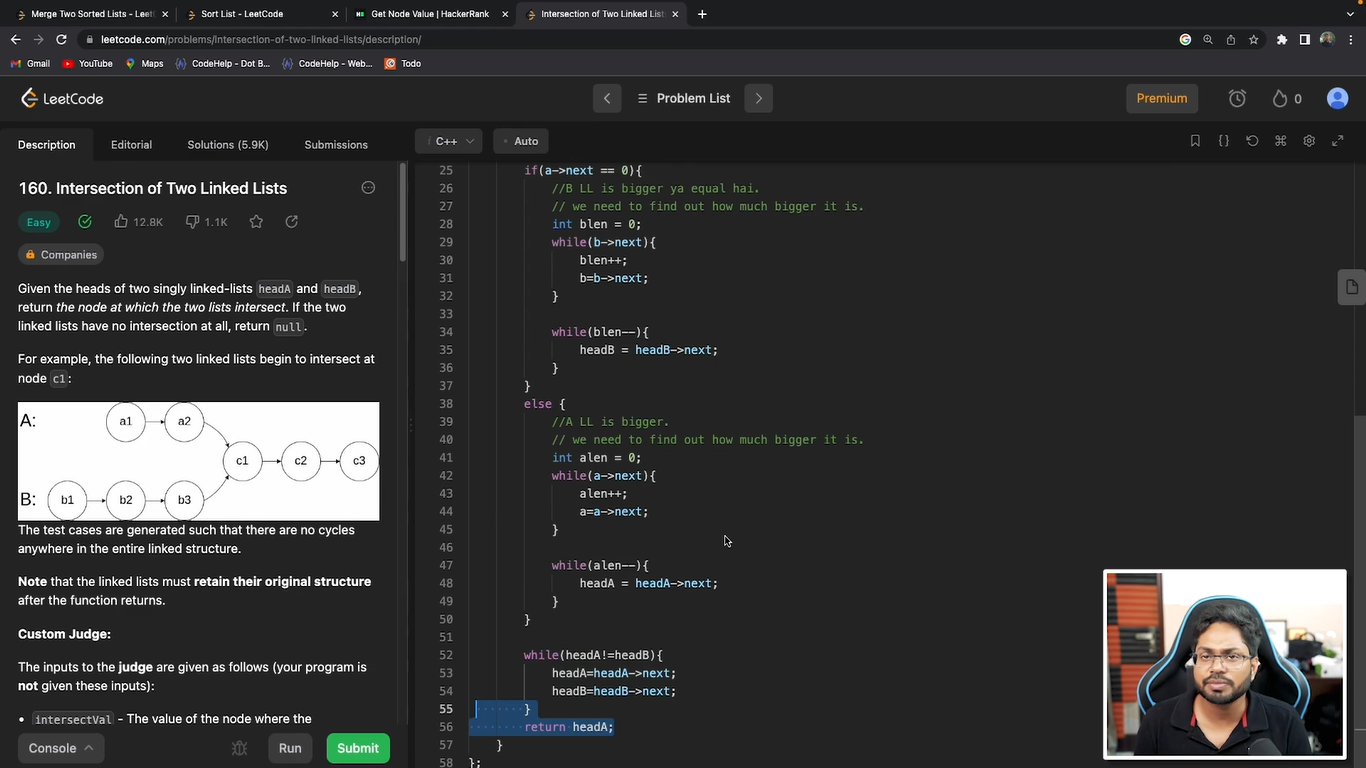 Merge Two Sorted Lists - Leet
Sort List - LeetCode
Get Node Value | HackerRank
Intersection of Two Linked List
leetcode.com/problems/intersection-of-two-linked-lists/description/
Gmail YouTube Maps CodeHelp - Dot B... CodeHelp - Web... Todo
LeetCode
Problem List
Premium
0
Description Editorial Solutions (5.9K) Submissions
C++ Auto
160. Intersection of Two Linked Lists
Easy 12.8K 1.1K
Companies
Given the heads of two singly linked-lists headA and headB,
return the node at which the two lists intersect. If the two
linked lists have no intersection at all, return null.
For example, the following two linked lists begin to intersect at
node c1:
A: a1 a2
c1 c2 c3
B: b1 b2 b3
The test cases are generated such that there are no cycles
anywhere in the entire linked structure.
Note that the linked lists must retain their original structure
after the function returns.
Custom Judge:
The inputs to the judge are given as follows (your program is
not given these inputs):
• intersectVal - The value of the node where the
Console Run Submit
25 if(a->next == 0){
26 //B LL is bigger ya equal hai.
27 // we need to find out how much bigger it is.
28 int blen = 0;
29 while(b->next){
30 blen++;
31 b=b->next;
32 }
33
34 while(blen--){
35 headB = headB->next;
36 }
37 }
38 else {
39 //A LL is bigger.
40 // we need to find out how much bigger it is.
41 int alen = 0;
42 while(a->next){
43 alen++;
44 a=a->next;
45 }
46
47 while(alen--){
48 headA = headA->next;
49 }
50 }
51
52 while(headA!=headB){
53 headA=headA->next;
54 headB=headB->next;
55 }
56 return headA;
57 }
58 };